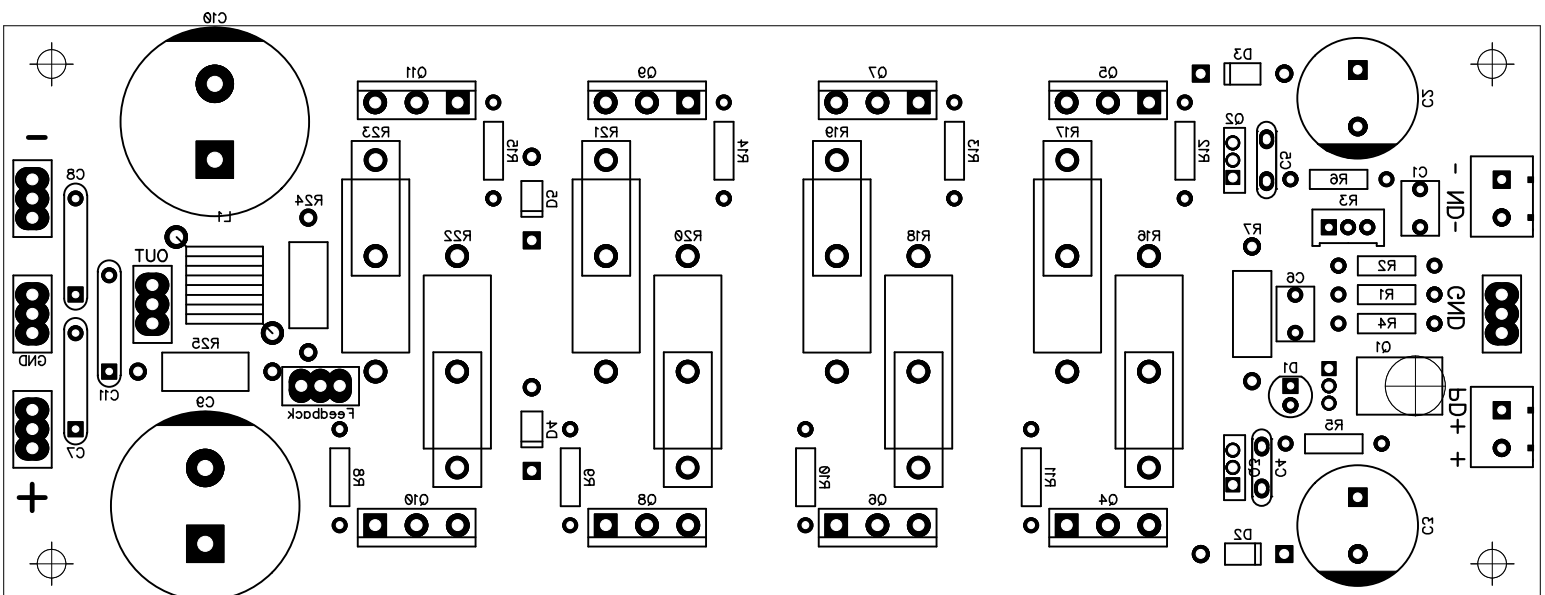 C10
Q11
Q9
Q7
Q5
D3
C2
Q2
-
R23
R21
R19
R17
R15
R14
R13
R12
C5
-
C8
R6
C1
D5
R24
R3
ND-
L1
R22
R20
R18
R16
R7
OUT
R2
C6
R1
GND
R4
R25
Q1
GND
D1
C11
C9
Feedback
PD+
D4
R5
C7
+
R8
R9
R10
R11
Q3
C4
+
Q10
Q8
Q6
Q4
C3
D2